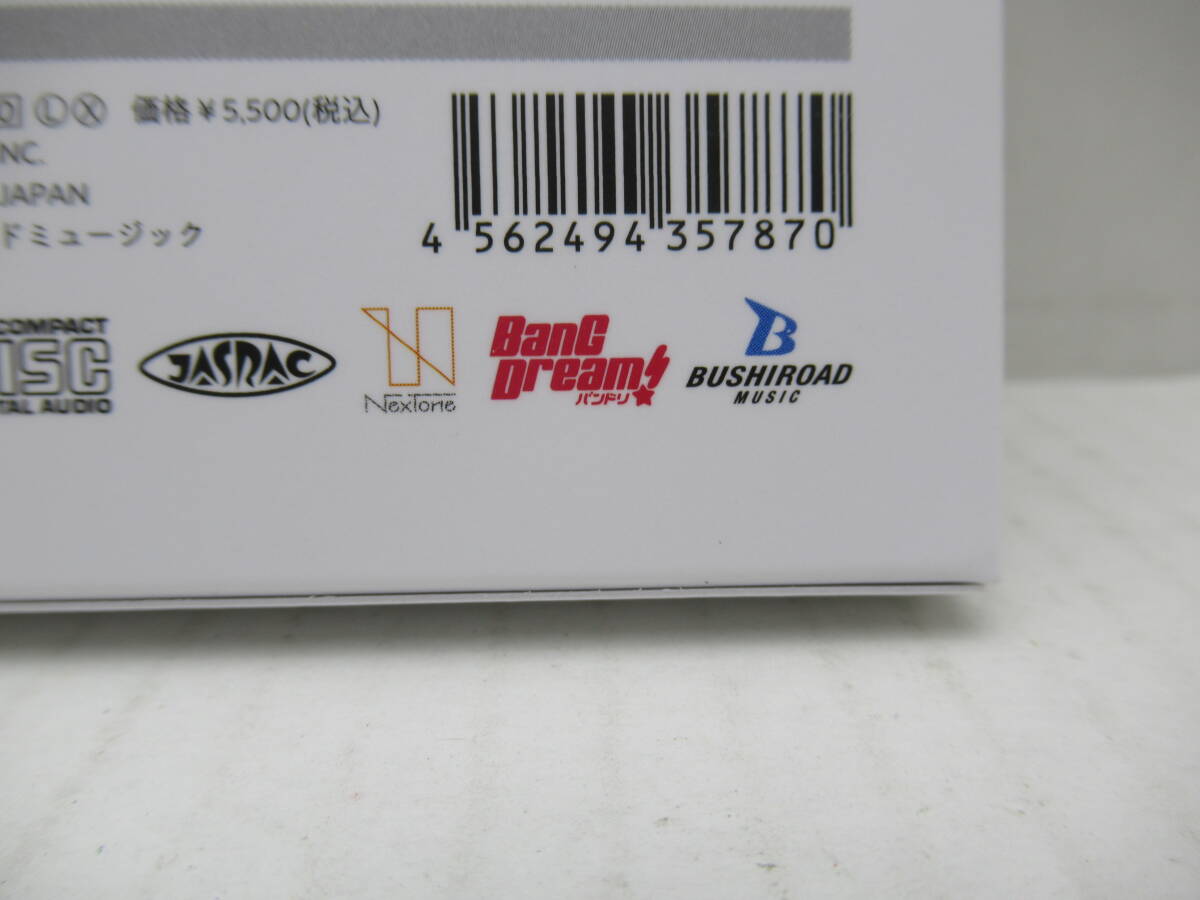 Ⓛ Ⓧ 価格￥5,500(税込)
NC.
JAPAN
ドミュージック
4 562494 357870
COMPACT
DISC
TAL AUDIO
JASRAC
NexTone
BanG
Dream!
バンドリ
B
BUSHIROAD
MUSIC